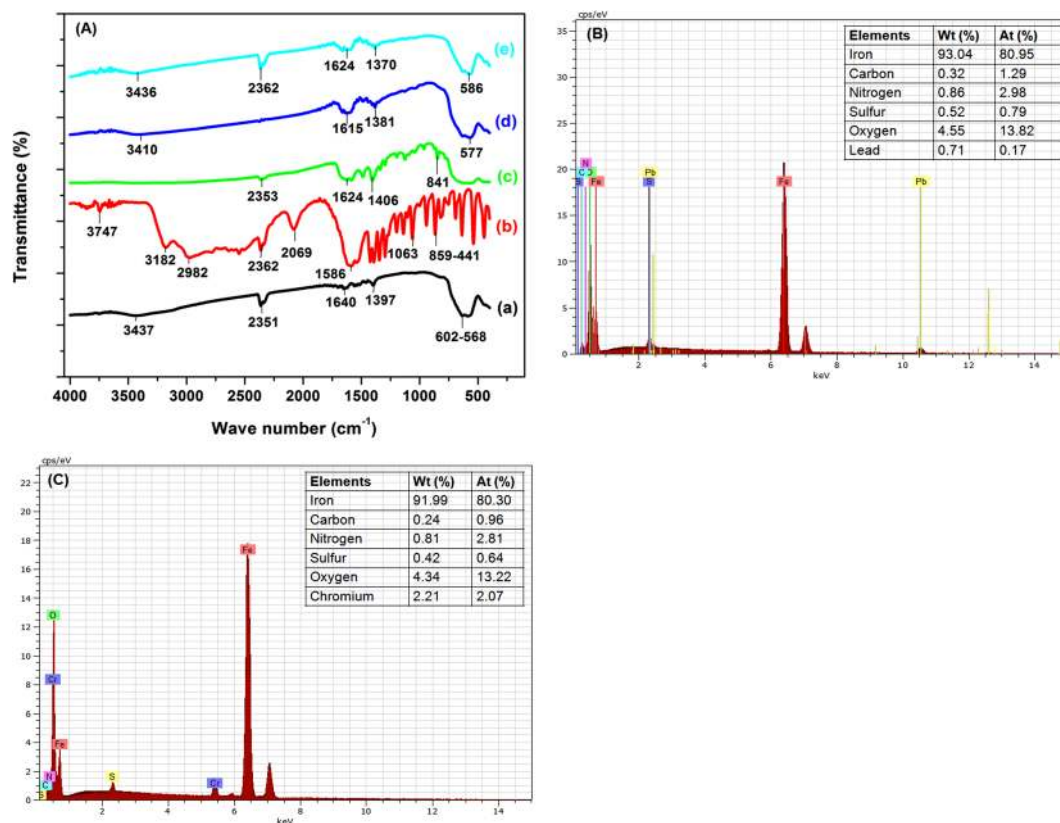 (A)
(e)
3436
2362
1624
1370
586
(d)
3410
1615
1381
577
(c)
2353
1624
1406
841
(b)
3747
3182
2982
2362
2069
1586
1063
859-441
(a)
3437
2351
1640
1397
602-568
Transmittance (%)
4000 3500 3000 2500 2000 1500 1000 500
Wave number (cm⁻¹)
cps/eV
(B)
Elements Wt (%) At (%)
Iron 93.04 80.95
Carbon 0.32 1.29
Nitrogen 0.86 2.98
Sulfur 0.52 0.79
Oxygen 4.55 13.82
Lead 0.71 0.17
35
30
25
20
15
10
5
0
N
Pb
S C O Fe
S
Fe
Pb
2 4 6 8 10 12 14
keV
cps/eV
(C)
Elements Wt (%) At (%)
Iron 91.99 80.30
Carbon 0.24 0.96
Nitrogen 0.81 2.81
Sulfur 0.42 0.64
Oxygen 4.34 13.22
Chromium 2.21 2.07
22
20
18
16
14
12
10
8
6
4
2
0
Fe
O
Cr
Fe
N
C
S
S
Cr
2 4 6 8 10 12 14
keV